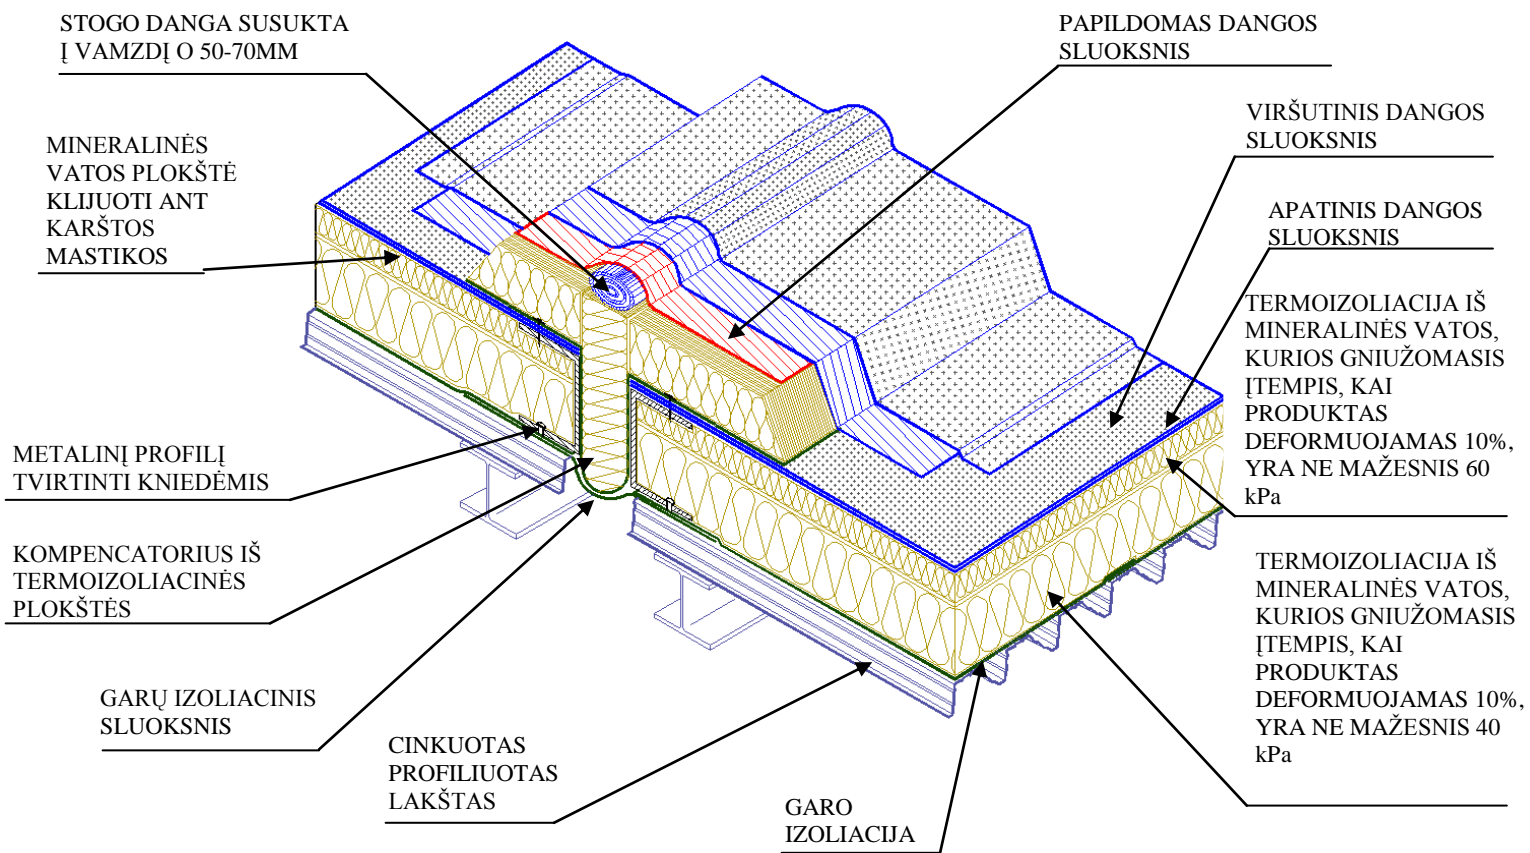 STOGO DANGA SUSUKTA
Į VAMZDĮ O 50-70MM
PAPILDOMAS DANGOS
SLUOKSNIS
VIRŠUTINIS DANGOS
SLUOKSNIS
MINERALINĖS
VATOS PLOKŠTĖ
KLIJUOTI ANT
KARŠTOS
MASTIKOS
APATINIS DANGOS
SLUOKSNIS
TERMOIZOLIACIJA IŠ
MINERALINĖS VATOS,
KURIOS GNIUŽOMASIS
ĮTEMPIS, KAI
PRODUKTAS
DEFORMUOJAMAS 10%,
YRA NE MAŽESNIS 60
kPa
METALINĮ PROFILĮ
TVIRTINTI KNIEDĖMIS
KOMPENCATORIUS IŠ
TERMOIZOLIACINĖS
PLOKŠTĖS
TERMOIZOLIACIJA IŠ
MINERALINĖS VATOS,
KURIOS GNIUŽOMASIS
ĮTEMPIS, KAI
PRODUKTAS
DEFORMUOJAMAS 10%,
YRA NE MAŽESNIS 40
kPa
GARŲ IZOLIACINIS
SLUOKSNIS
CINKUOTAS
PROFILIUOTAS
LAKŠTAS
GARO
IZOLIACIJA